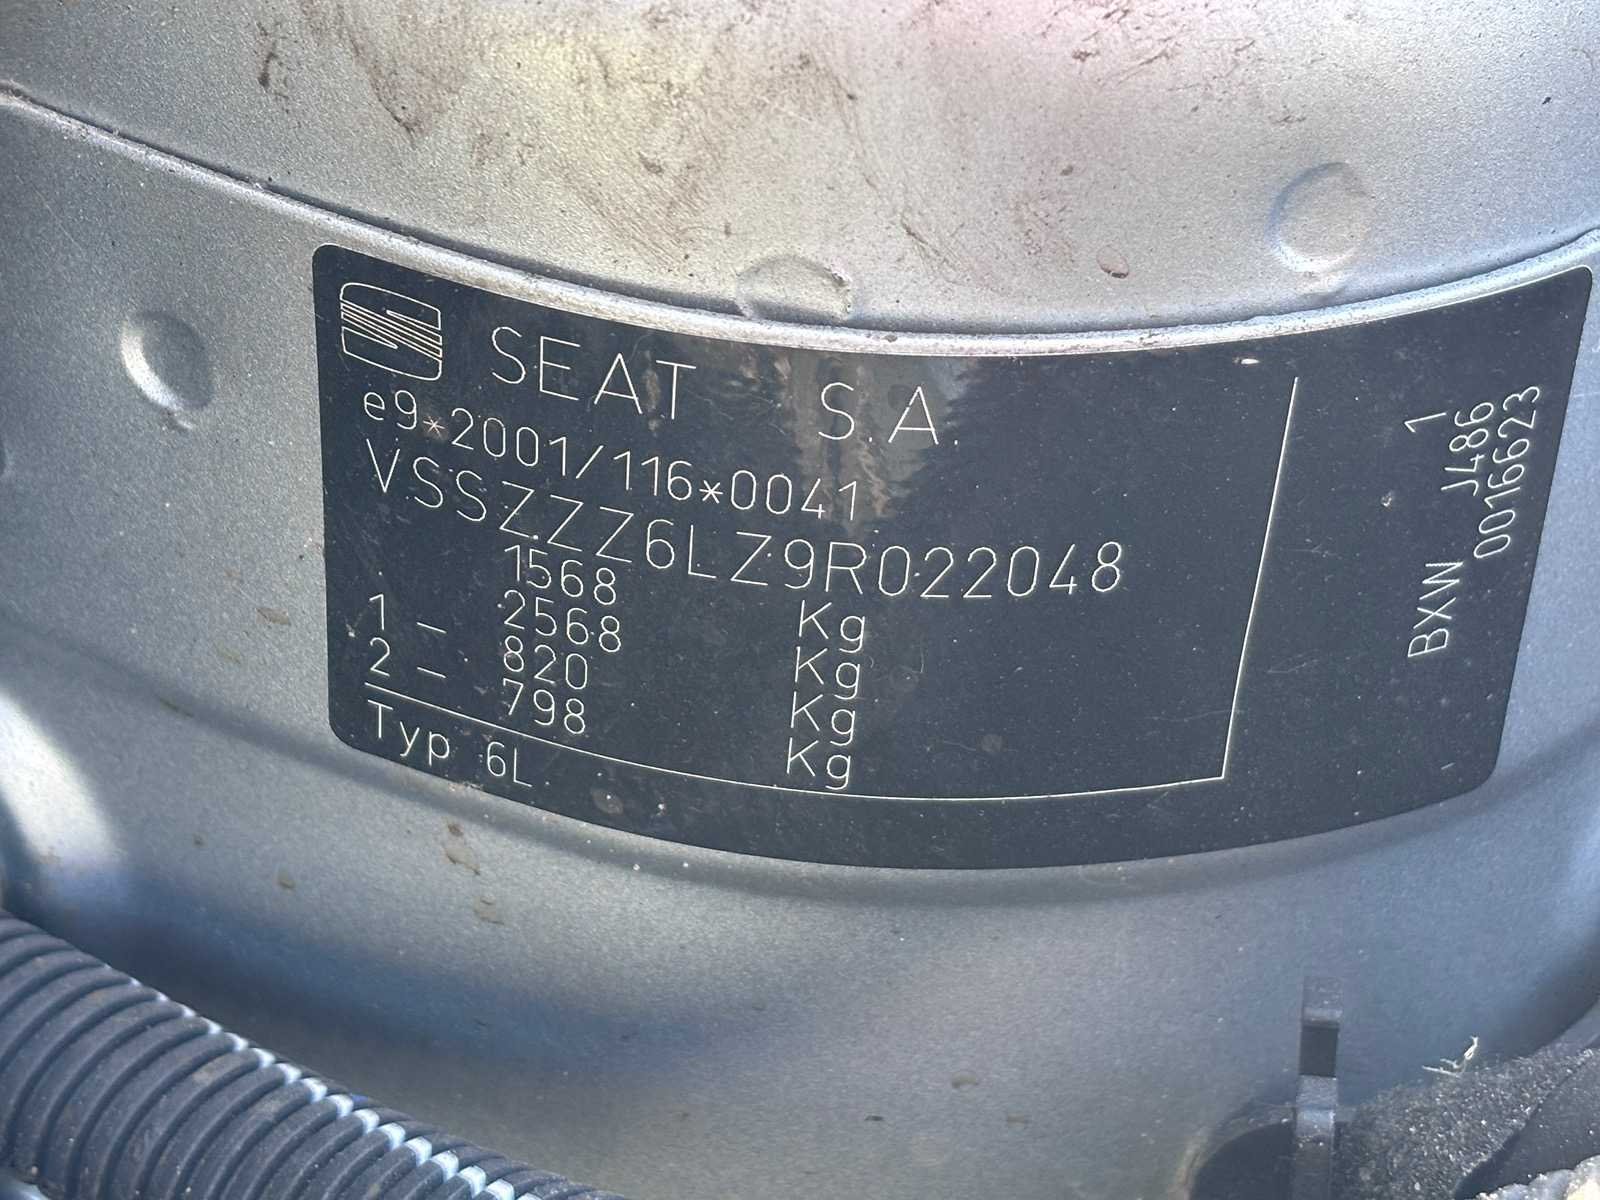 SEAT S.A.
e9*2001/116*0041
VSSZZZ6LZ9R022048
1568 Kg
2568 Kg
1 - 820 Kg
2 - 798 Kg
Typ 6L
1
J486
0016623
BXW